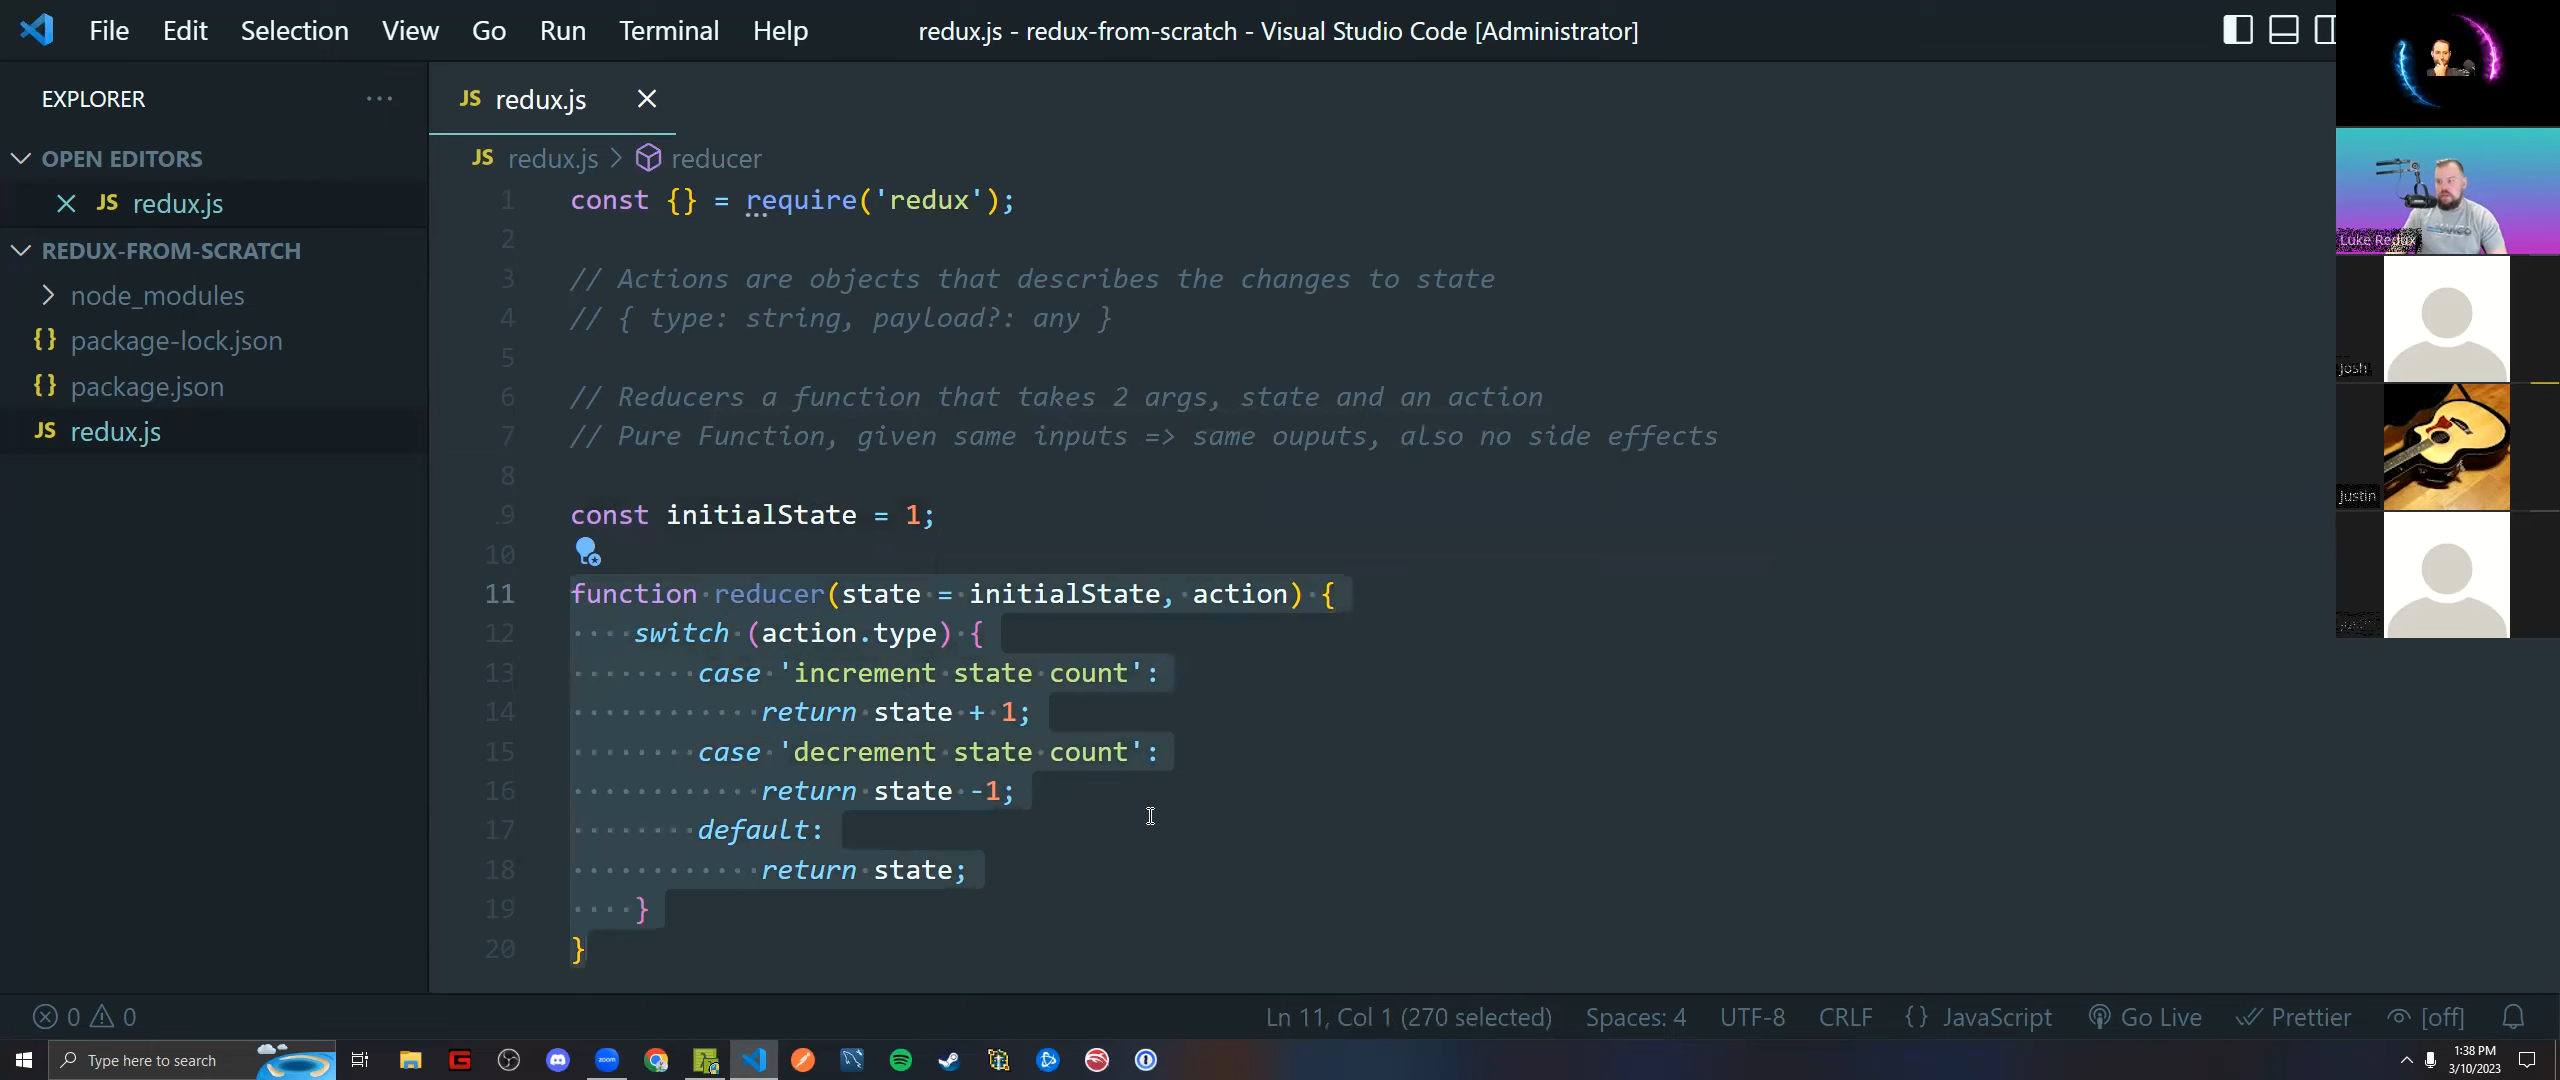 File Edit Selection View Go Run Terminal Help
redux.js - redux-from-scratch - Visual Studio Code [Administrator]
EXPLORER
OPEN EDITORS
JS redux.js
REDUX-FROM-SCRATCH
node_modules
{} package-lock.json
{} package.json
JS redux.js
JS redux.js
JS redux.js > reducer
1 const {} = require('redux');
2
3 // Actions are objects that describes the changes to state
4 // { type: string, payload?: any }
5
6 // Reducers a function that takes 2 args, state and an action
7 // Pure Function, given same inputs => same ouputs, also no side effects
8
9 const initialState = 1;
10
11 function reducer(state = initialState, action) {
12 switch (action.type) {
13 case 'increment state count':
14 return state + 1;
15 case 'decrement state count':
16 return state -1;
17 default:
18 return state;
19 }
20 }
Luke Redux
Josh
Justin
0 0
Ln 11, Col 1 (270 selected) Spaces: 4 UTF-8 CRLF {} JavaScript Go Live Prettier [off]
Type here to search
zoom
1:38 PM
3/10/2023